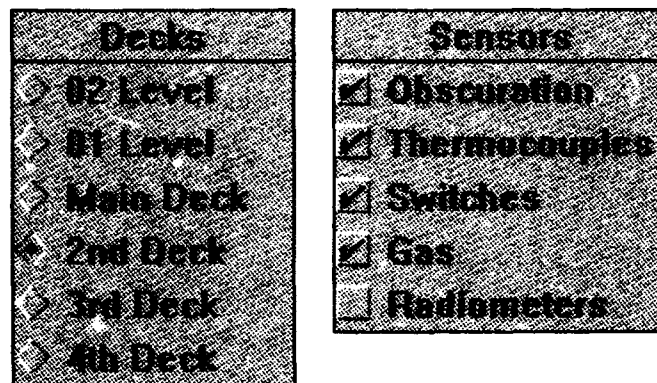 Decks
02 Level
01 Level
Main Deck
2nd Deck
3rd Deck
4th Deck
Sensors
Obscuration
Thermocouples
Switches
Gas
Radiometers